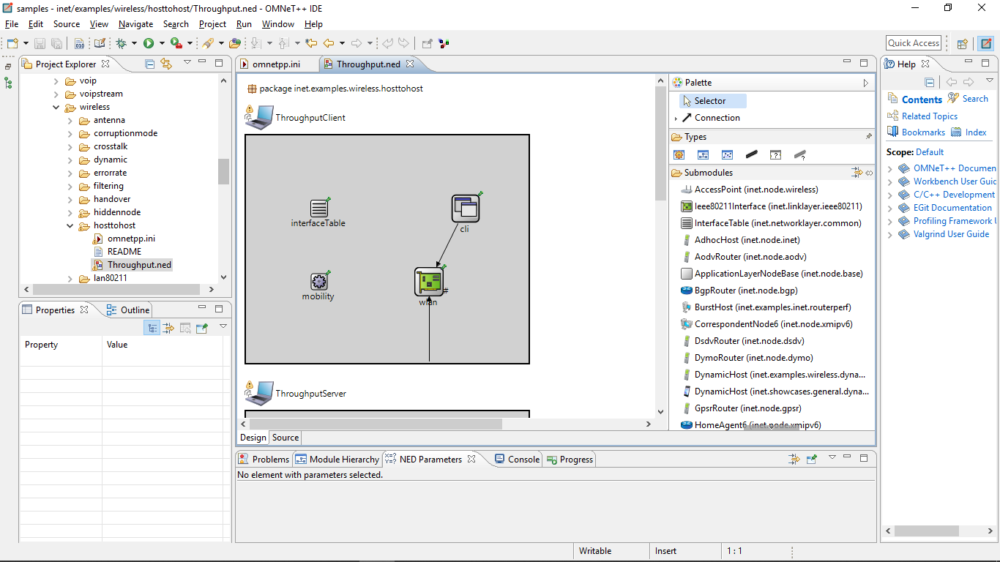 samples - inet/examples/wireless/hosttohost/Throughput.ned - OMNeT++ IDE
File Edit Source View Navigate Search Project Run Window Help
Quick Access
Project Explorer
voip
voipstream
wireless
antenna
corruptionmode
crosstalk
dynamic
errorrate
filtering
handover
hiddennode
hosttohost
omnetpp.ini
README
Throughput.ned
lan80211
Properties Outline
Property Value
omnetpp.ini Throughput.ned
package inet.examples.wireless.hosttohost
ThroughputClient
interfaceTable
cli
mobility
wlan
#
ThroughputServer
Design Source
Palette
Selector
Connection
Types
Submodules
AccessPoint (inet.node.wireless)
Ieee80211Interface (inet.linklayer.ieee80211)
InterfaceTable (inet.networklayer.common)
AdhocHost (inet.node.inet)
AodvRouter (inet.node.aodv)
ApplicationLayerNodeBase (inet.node.base)
BgpRouter (inet.node.bgp)
BurstHost (inet.examples.inet.routerperf)
CorrespondentNode6 (inet.node.xmipv6)
DsdvRouter (inet.node.dsdv)
DymoRouter (inet.node.dymo)
DynamicHost (inet.examples.wireless.dyna...
DynamicHost (inet.showcases.general.dyna...
GpsrRouter (inet.node.gpsr)
HomeAgent6 (inet.node.xmipv6)
Problems Module Hierarchy NED Parameters Console Progress
No element with parameters selected.
Help
Contents Search
Related Topics
Bookmarks Index
Scope: Default
OMNeT++ Documen
Workbench User Guid
C/C++ Development
EGit Documentation
Profiling Framework U
Valgrind User Guide
Writable Insert 1 : 1